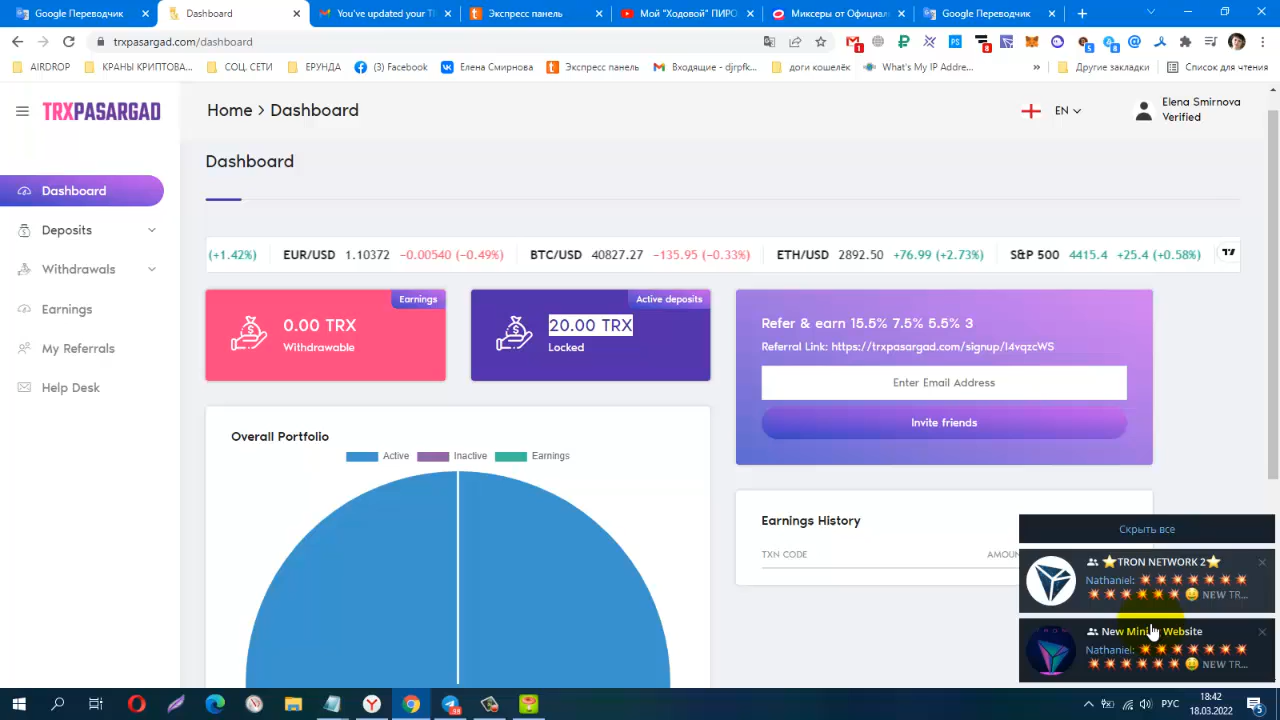 Google Переводчик
Dashboard
You've updated your T
Экспресс панель
Мой "Ходовой" ПИРО
Миксеры от Официал
Google Переводчик
trxpasargad.com/dashboard
AIRDROP
КРАНЫ КРИПТОВА...
СОЦ. СЕТИ
ЕРУНДА
(3) Facebook
Елена Смирнова
Экспресс панель
Входящие - djrpfk...
доги кошелёк
What's My IP Addre...
»
Другие закладки
Список для чтения
TRXPASARGAD
Home > Dashboard
EN
Elena Smirnova
Verified
Dashboard
Dashboard
Deposits
Withdrawals
Earnings
My Referrals
Help Desk
(+1.42%)
EUR/USD 1.10372 −0.00540 (−0.49%)
BTC/USD 40827.27 −135.95 (−0.33%)
ETH/USD 2892.50 +76.99 (+2.73%)
S&P 500 4415.4 +25.4 (+0.58%)
Earnings
0.00 TRX
Withdrawable
Active deposits
20.00 TRX
Locked
Refer & earn 15.5% 7.5% 5.5% 3
Referral Link: https://trxpasargad.com/signup/I4vqzcWS
Enter Email Address
Invite friends
Overall Portfolio
Active
Inactive
Earnings
Earnings History
TXN CODE
AMOUN
Скрыть все
⭐TRON NETWORK 2⭐
Nathaniel: 💥💥💥💥💥💥💥
💥💥💥💥💥💥🤑 NEW TR...
New Mining Website
Nathaniel: 💥💥💥💥💥💥💥
💥💥💥💥💥💥🤑 NEW TR...
РУС
18:42
18.03.2022